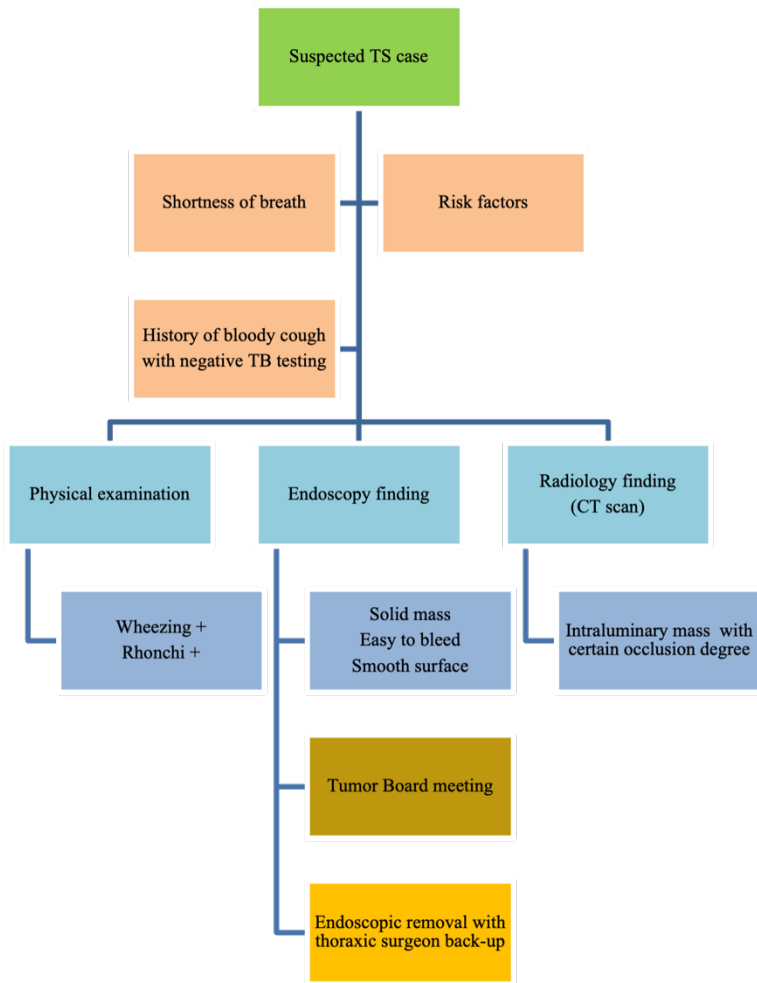 Suspected TS case
Shortness of breath
Risk factors
History of bloody cough
with negative TB testing
Physical examination
Endoscopy finding
Radiology finding
(CT scan)
Wheezing +
Rhonchi +
Solid mass
Easy to bleed
Smooth surface
Intraluminary mass with
certain occlusion degree
Tumor Board meeting
Endoscopic removal with
thoraxic surgeon back-up